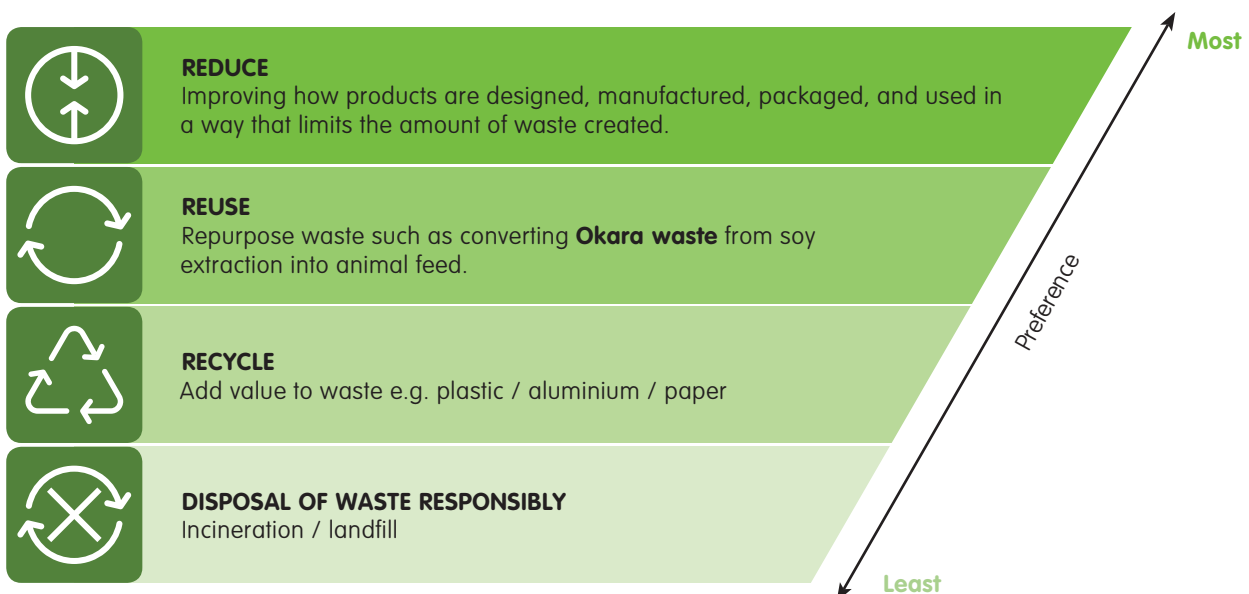 Most
REDUCE
Improving how products are designed, manufactured, packaged, and used in
a way that limits the amount of waste created.
REUSE
Repurpose waste such as converting Okara waste from soy
extraction into animal feed.
Preference
RECYCLE
Add value to waste e.g. plastic / aluminium / paper
DISPOSAL OF WASTE RESPONSIBLY
Incineration / landfill
Least